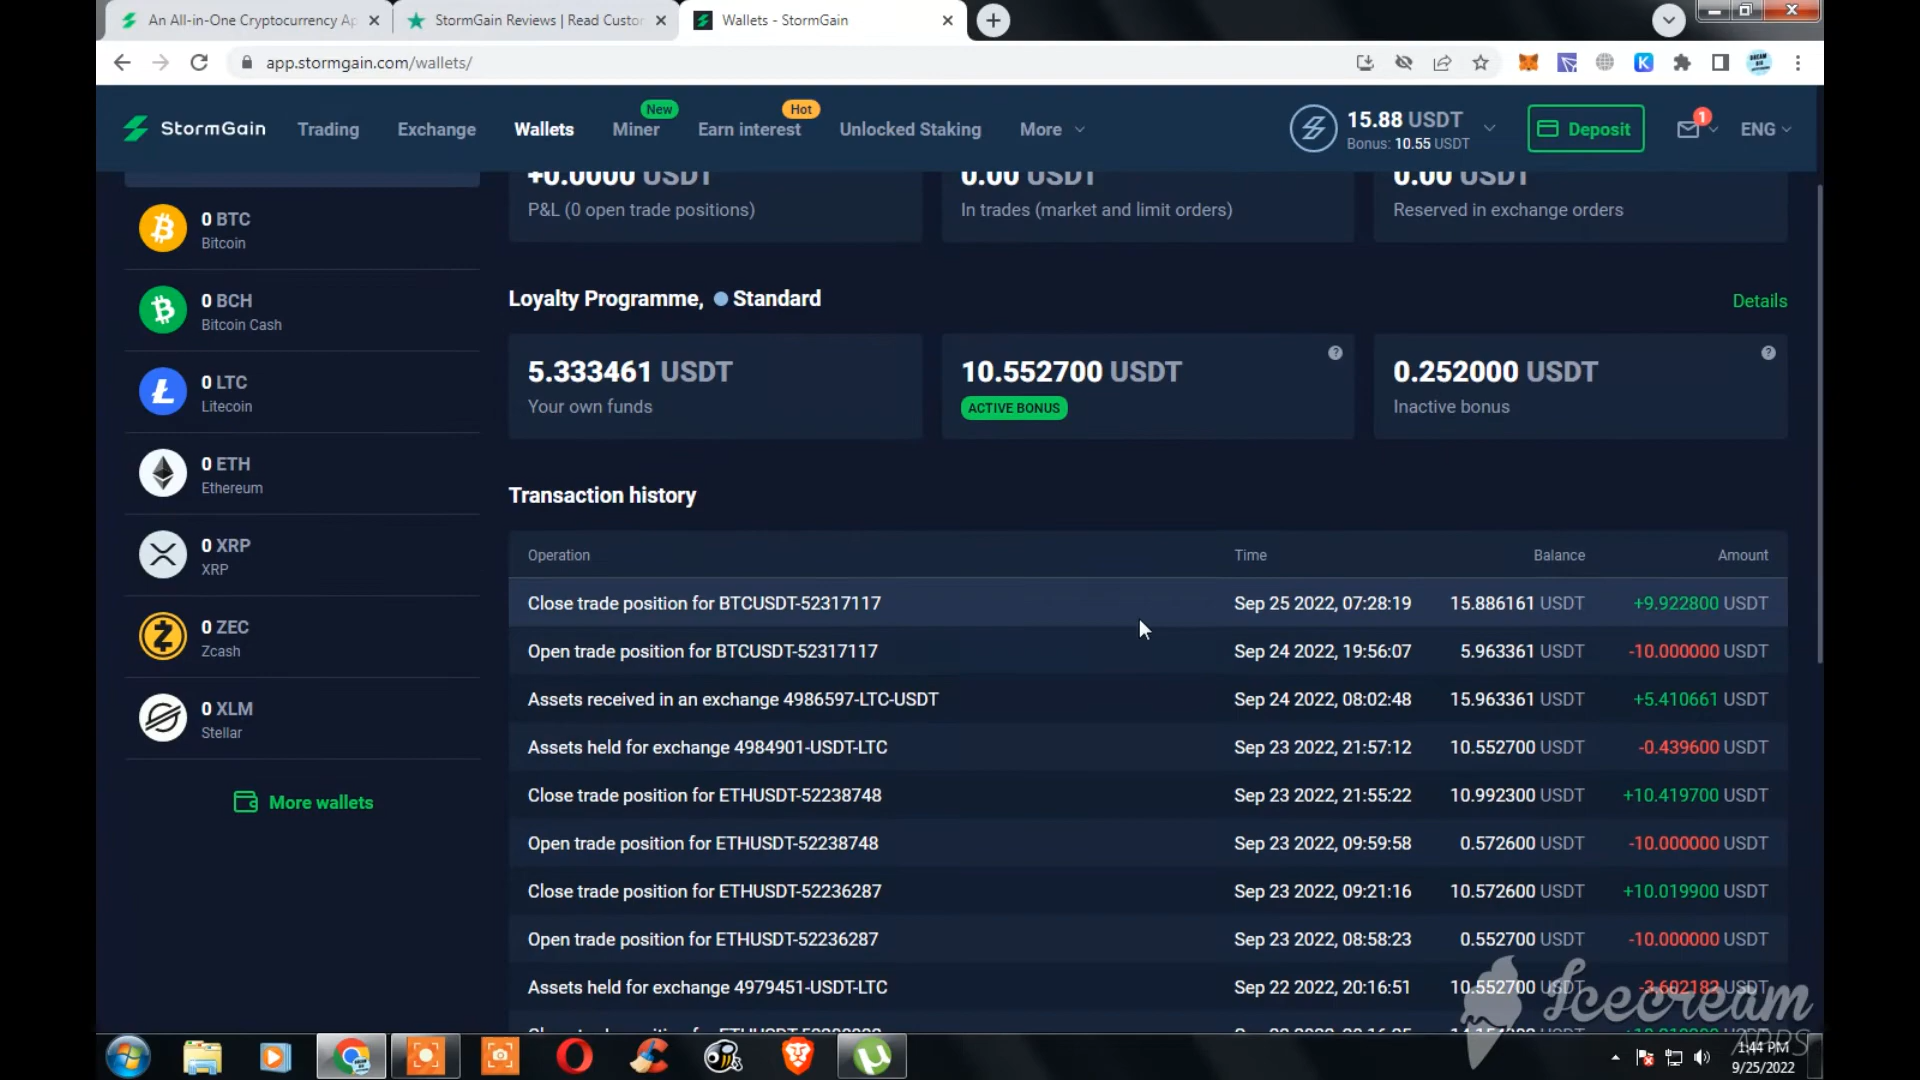 An All-in-One Cryptocurrency Ap
StormGain Reviews | Read Custo
Wallets - StormGain
app.stormgain.com/wallets/
StormGain
Trading
Exchange
Wallets
Miner
New
Earn interest
Hot
Unlocked Staking
More
15.88 USDT
Bonus: 10.55 USDT
Deposit
1
ENG
+0.0000 USDT
P&L (0 open trade positions)
0.00 USDT
In trades (market and limit orders)
0.00 USDT
Reserved in exchange orders
0 BTC
Bitcoin
0 BCH
Bitcoin Cash
0 LTC
Litecoin
0 ETH
Ethereum
0 XRP
XRP
0 ZEC
Zcash
0 XLM
Stellar
More wallets
Loyalty Programme, Standard
Details
5.333461 USDT
Your own funds
10.552700 USDT
ACTIVE BONUS
0.252000 USDT
Inactive bonus
Transaction history
Operation Time Balance Amount
Close trade position for BTCUSDT-52317117 Sep 25 2022, 07:28:19 15.886161 USDT +9.922800 USDT
Open trade position for BTCUSDT-52317117 Sep 24 2022, 19:56:07 5.963361 USDT -10.000000 USDT
Assets received in an exchange 4986597-LTC-USDT Sep 24 2022, 08:02:48 15.963361 USDT +5.410661 USDT
Assets held for exchange 4984901-USDT-LTC Sep 23 2022, 21:57:12 10.552700 USDT -0.439600 USDT
Close trade position for ETHUSDT-52238748 Sep 23 2022, 21:55:22 10.992300 USDT +10.419700 USDT
Open trade position for ETHUSDT-52238748 Sep 23 2022, 09:59:58 0.572600 USDT -10.000000 USDT
Close trade position for ETHUSDT-52236287 Sep 23 2022, 09:21:16 10.572600 USDT +10.019900 USDT
Open trade position for ETHUSDT-52236287 Sep 23 2022, 08:58:23 0.552700 USDT -10.000000 USDT
Assets held for exchange 4979451-USDT-LTC Sep 22 2022, 20:16:51 10.552700 USDT -3.602182 USDT
Icecream
APPS
1:44 PM
9/25/2022